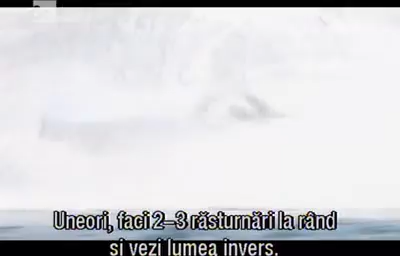 Uneori, faci 2–3 răsturnări la rând
și vezi lumea invers.